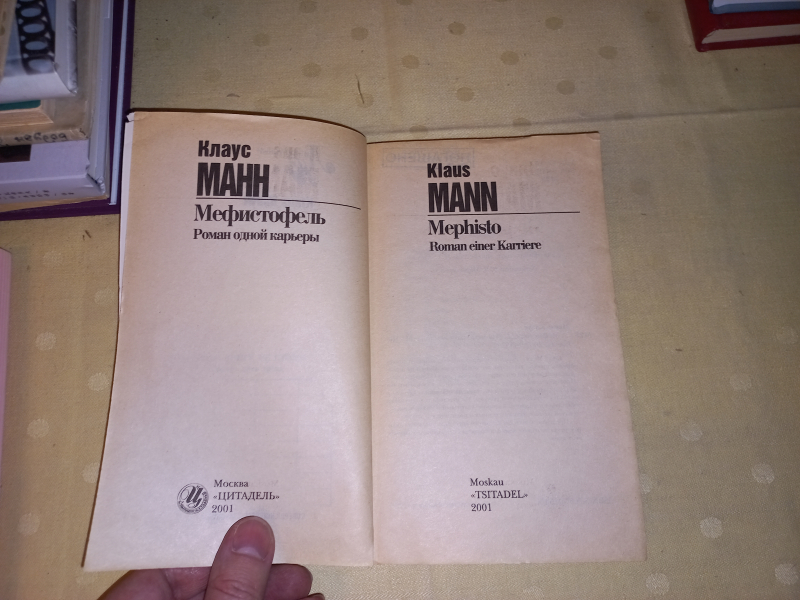 Клаус
МАНН
Мефистофель
Роман одной карьеры
Москва
«ЦИТАДЕЛЬ»
2001
Klaus
MANN
Mephisto
Roman einer Karriere
Moskau
«TSITADEL»
2001